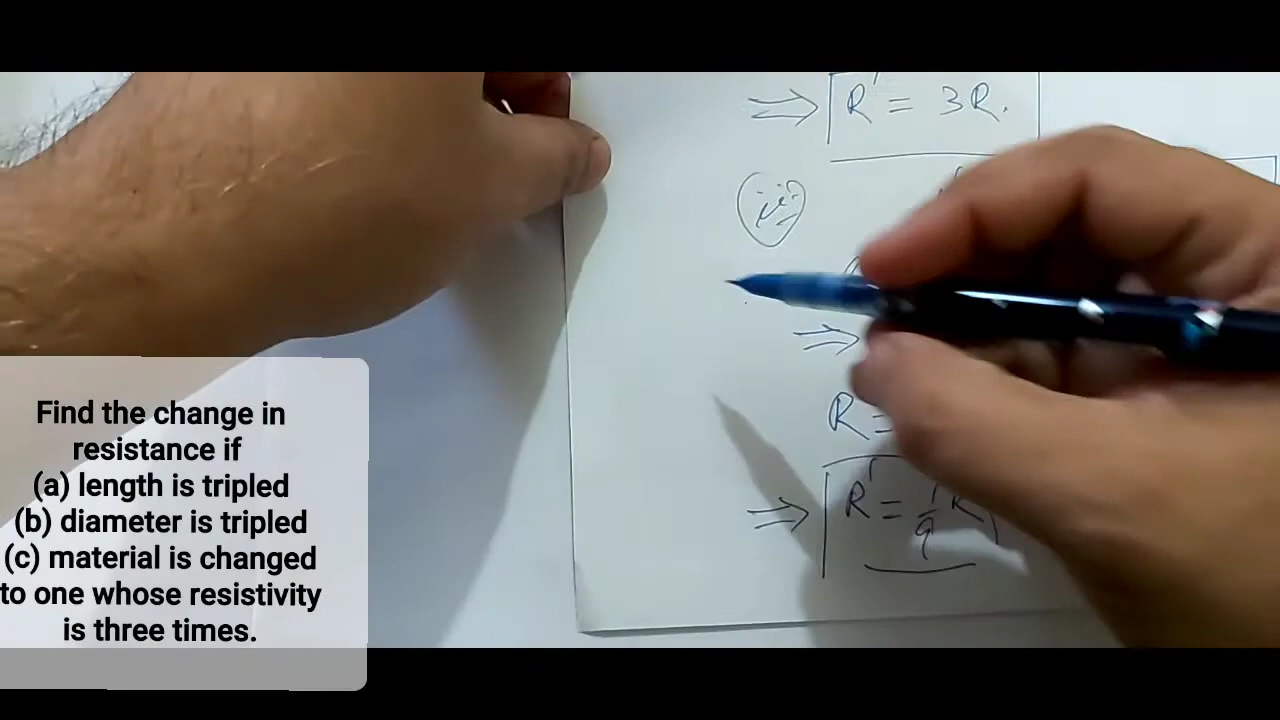 ⇒ R' = 3R.
ii)
⇒
R =
⇒ R' = 1/9 R
Find the change in
resistance if
(a) length is tripled
(b) diameter is tripled
(c) material is changed
to one whose resistivity
is three times.